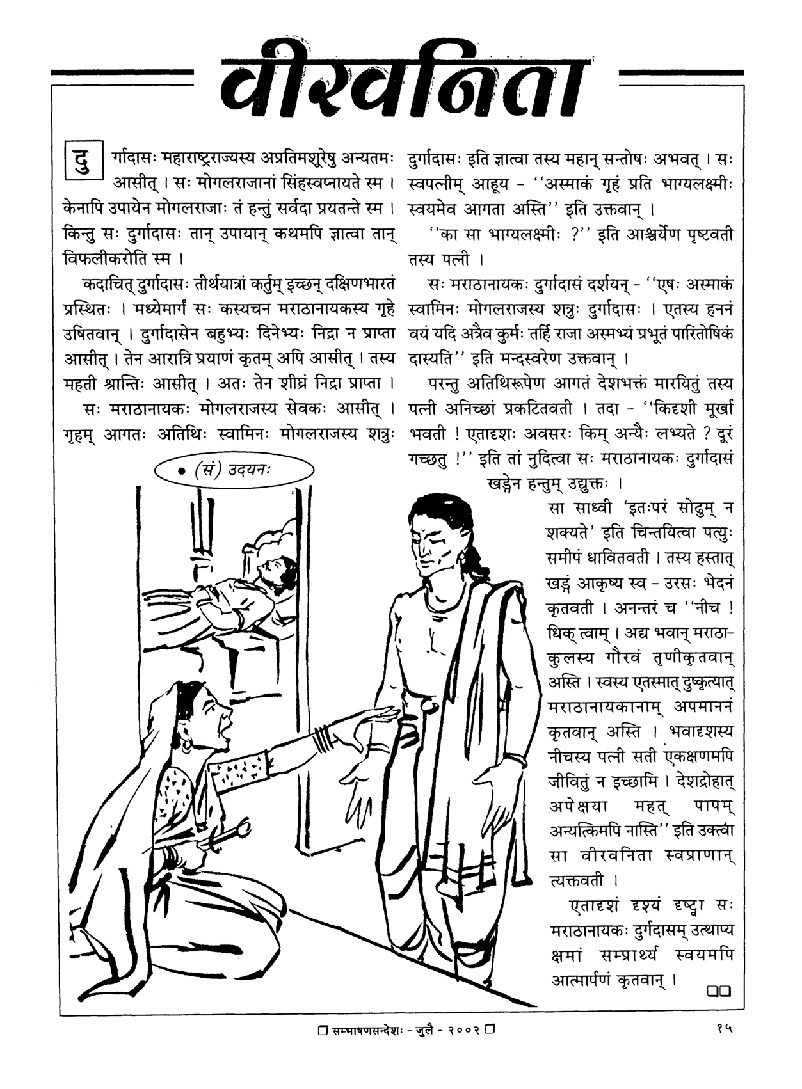 वीरवनिता
दुर्गादासः महाराष्ट्रराज्यस्य अप्रतिमशूरेषु अन्यतमः
आसीत् । सः मोगलराजानां सिंहस्वप्नायते स्म ।
केनापि उपायेन मोगलराजाः तं हन्तुं सर्वदा प्रयतन्ते स्म ।
किन्तु सः दुर्गादासः तान् उपायान् कथमपि ज्ञात्वा तान्
विफलीकरोति स्म ।
कदाचित् दुर्गादासः तीर्थयात्रां कर्तुम् इच्छन् दक्षिणभारतं
प्रस्थितः । मध्येमार्गं सः कस्यचन मराठानायकस्य गृहे
उषितवान् । दुर्गादासेन बहुभ्यः दिनेभ्यः निद्रा न प्राप्ता
आसीत् । तेन आरात्रि प्रयाणं कृतम् अपि आसीत् । तस्य
महती श्रान्तिः आसीत् । अतः तेन शीघ्रं निद्रा प्राप्ता ।
सः मराठानायकः मोगलराजस्य सेवकः आसीत् ।
गृहम् आगतः अतिथिः स्वामिनः मोगलराजस्य शत्रुः
दुर्गादासः इति ज्ञात्वा तस्य महान् सन्तोषः अभवत् । सः
स्वपत्नीम् आहूय - ‘‘अस्माकं गृहं प्रति भाग्यलक्ष्मीः
स्वयमेव आगता अस्ति’’ इति उक्तवान् ।
‘‘का सा भाग्यलक्ष्मीः ?’’ इति आश्चर्येण पृष्टवती
तस्य पत्नी ।
सः मराठानायकः दुर्गादासं दर्शयन् - ‘‘एषः अस्माकं
स्वामिनः मोगलराजस्य शत्रुः दुर्गादासः । एतस्य हननं
वयं यदि अत्रैव कुर्मः तर्हि राजा अस्मभ्यं प्रभूतं पारितोषिकं
दास्यति’’ इति मन्दस्वरेण उक्तवान् ।
परन्तु अतिथिरूपेण आगतं देशभक्तं मारयितुं तस्य
पत्नी अनिच्छां प्रकटितवती । तदा - ‘‘किदृशी मूर्खा
भवती ! एतादृशः अवसरः किम् अन्यैः लभ्यते ? दूरं
गच्छतु !’’ इति तां नुदित्वा सः मराठानायकः दुर्गादासं
खड्गेन हन्तुम् उद्युक्तः ।
सा साध्वी ‘इतःपरं सोढुम् न
शक्यते’ इति चिन्तयित्वा पत्युः
समीपं धावितवती । तस्य हस्तात्
खड्गं आकृष्य स्व - उरसः भेदनं
कृतवती । अनन्तरं च ‘‘नीच !
धिक् त्वाम् । अद्य भवान् मराठा-
कुलस्य गौरवं तृणीकृतवान्
अस्ति । स्वस्य एतस्मात् दुष्कृत्यात्
मराठानायकानाम् अपमाननं
कृतवान् अस्ति । भवादृशस्य
नीचस्य पत्नी सती एकक्षणमपि
जीवितुं न इच्छामि । देशद्रोहात्
अपेक्षया महत् पापम्
अन्यत्किमपि नास्ति’’ इति उक्त्वा
सा वीरवनिता स्वप्राणान्
त्यक्तवती ।
एतादृशं दृश्यं दृष्ट्वा सः
मराठानायकः दुर्गदासम् उत्थाप्य
क्षमां सम्प्रार्थ्य स्वयमपि
आत्मार्पणं कृतवान् ।
• (सं) उदयनः
❐ सम्भाषणसन्देशः - जुलै - २००२ ❐
१५